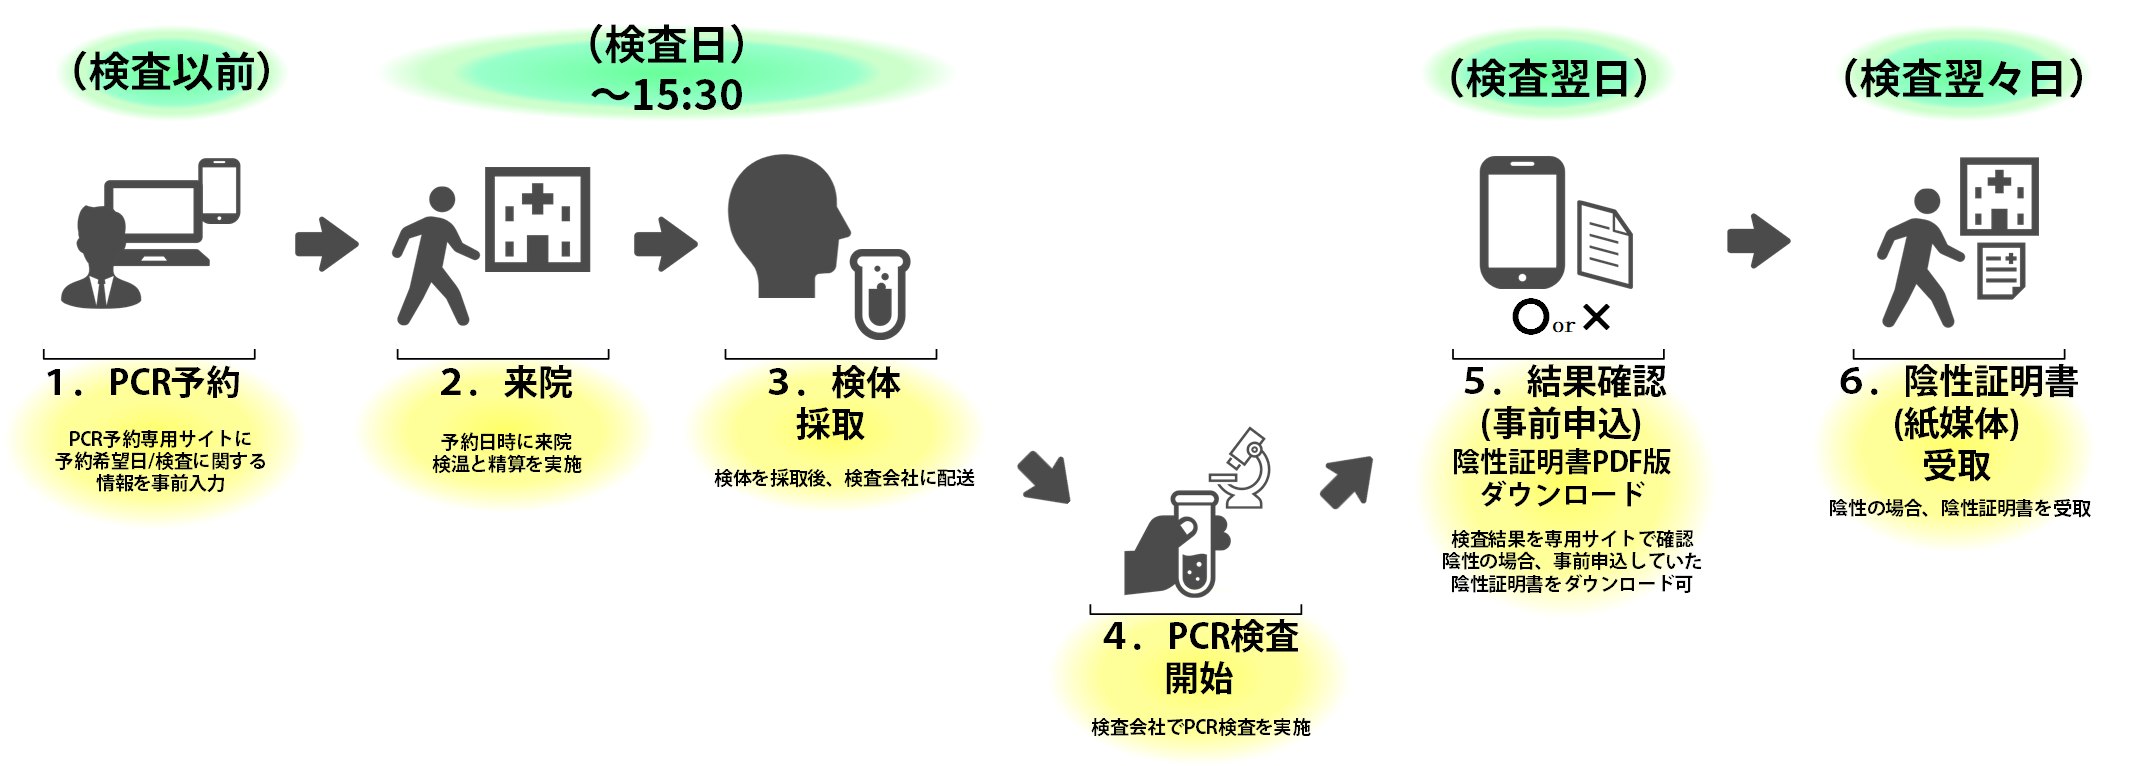 （検査以前）
（検査日）
～15:30
（検査翌日）
（検査翌々日）
１．PCR予約
PCR予約専用サイトに
予約希望日/検査に関する
情報を事前入力
２．来院
予約日時に来院
検温と精算を実施
３．検体
採取
検体を採取後、検査会社に配送
４．PCR検査
開始
検査会社でPCR検査を実施
〇or×
５．結果確認
(事前申込)
陰性証明書PDF版
ダウンロード
検査結果を専用サイトで確認
陰性の場合、事前申込していた
陰性証明書をダウンロード可
６．陰性証明書
(紙媒体)
受取
陰性の場合、陰性証明書を受取